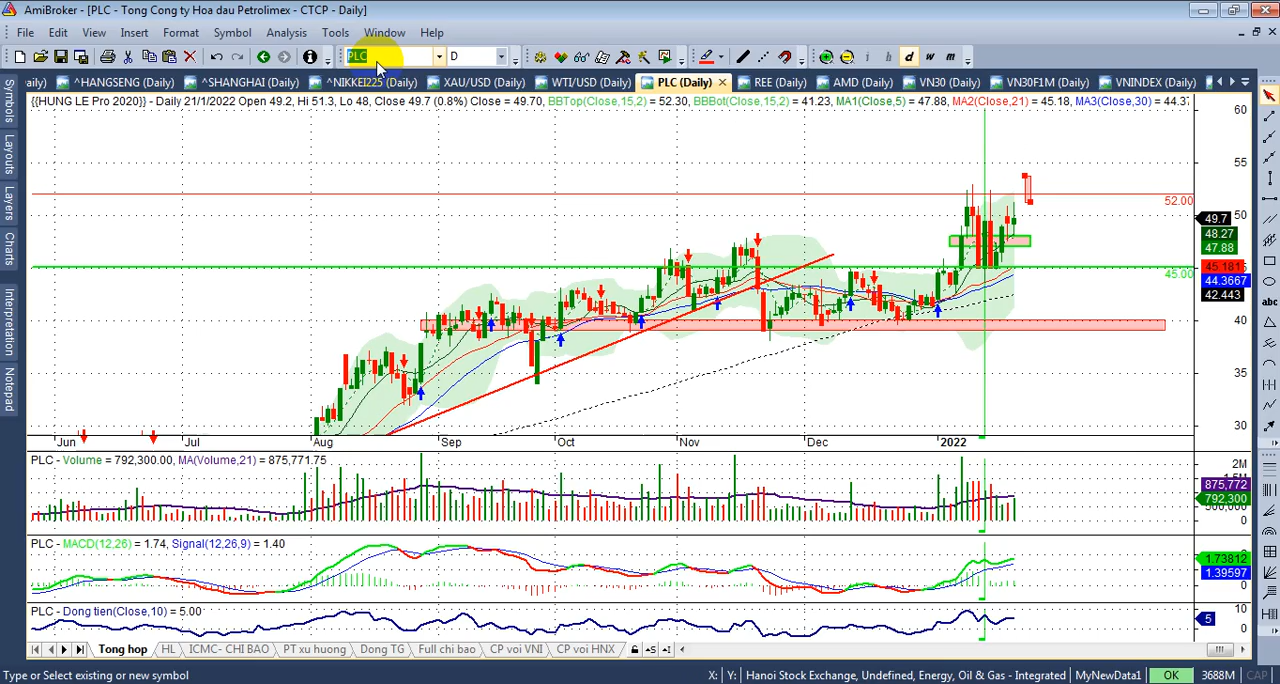 AmiBroker - [PLC - Tong Cong ty Hoa dau Petrolimex - CTCP - Daily]
File Edit View Insert Format Symbol Analysis Tools Window Help
PLC D i h d w m
aily) ^HANGSENG (Daily) ^SHANGHAI (Daily) ^NIKKEI225 (Daily) XAU/USD (Daily) WTI/USD (Daily) PLC (Daily) REE (Daily) AMD (Daily) VN30 (Daily) VN30F1M (Daily) VNINDEX (Daily)
Symbols
Layouts
Layers
Charts
Interpretation
Notepad
{{HUNG LE Pro 2020}} - Daily 21/1/2022 Open 49.2, Hi 51.3, Lo 48, Close 49.7 (0.8%) Close = 49.70, BBTop(Close,15,2) = 52.30, BBBot(Close,15,2) = 41.23, MA1(Close,5) = 47.88, MA2(Close,21) = 45.18, MA3(Close,30) = 44.37
60
55
52.00
50
49.7
48.27
47.88
45.181
45.00
44.3667
42.443
40
35
30
Jun Jul Aug Sep Oct Nov Dec 2022
PLC - Volume = 792,300.00, MA(Volume,21) = 875,771.75
2M
875,772
792,300
0
PLC - MACD(12,26) = 1.74, Signal(12,26,9) = 1.40
1.73812
1.39597
0
PLC - Dong tien(Close,10) = 5.00
10
5
0
Tong hop HL ICMC- CHI BAO PT xu huong Dong TG Full chi bao CP voi VNI CP voi HNX
abc
Type or Select existing or new symbol X: Y: Hanoi Stock Exchange, Undefined, Energy, Oil & Gas - Integrated MyNewData1 OK 3688M CAP